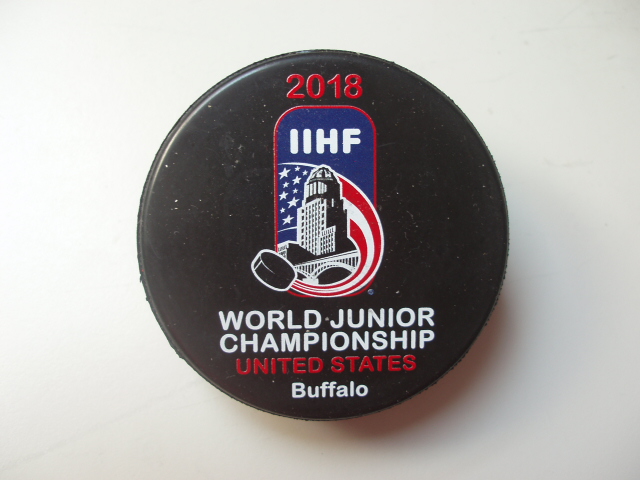 2018
IIHF
WORLD JUNIOR
CHAMPIONSHIP
UNITED STATES
Buffalo